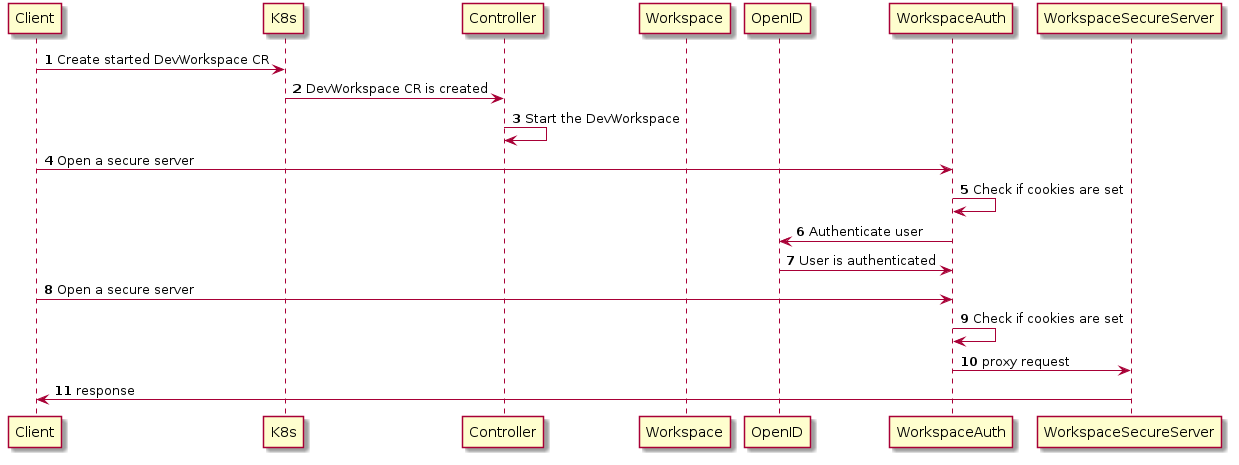 Client K8s Controller Workspace OpenID WorkspaceAuth WorkspaceSecureServer
1 Create started DevWorkspace CR
2 DevWorkspace CR is created
3 Start the DevWorkspace
4 Open a secure server
5 Check if cookies are set
6 Authenticate user
7 User is authenticated
8 Open a secure server
9 Check if cookies are set
10 proxy request
11 response
Client K8s Controller Workspace OpenID WorkspaceAuth WorkspaceSecureServer